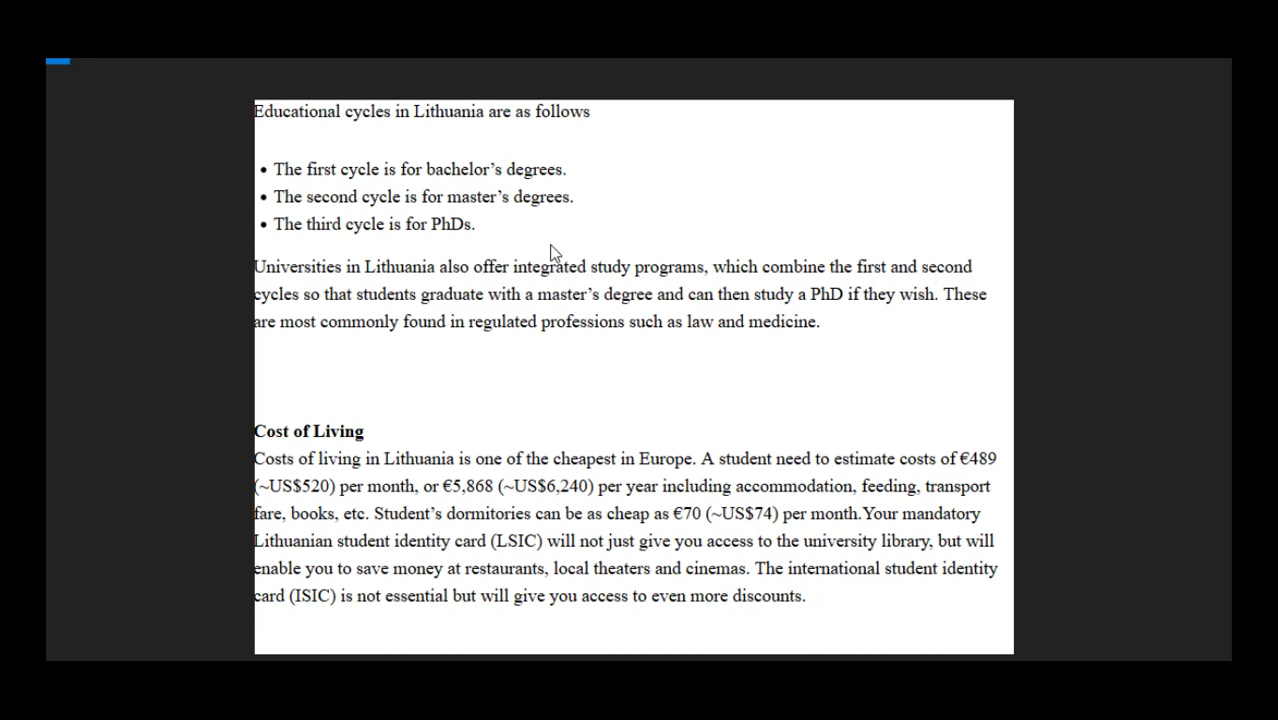 Educational cycles in Lithuania are as follows
• The first cycle is for bachelor’s degrees.
• The second cycle is for master’s degrees.
• The third cycle is for PhDs.
Universities in Lithuania also offer integrated study programs, which combine the first and second
cycles so that students graduate with a master’s degree and can then study a PhD if they wish. These
are most commonly found in regulated professions such as law and medicine.
Cost of Living
Costs of living in Lithuania is one of the cheapest in Europe. A student need to estimate costs of €489
(~US$520) per month, or €5,868 (~US$6,240) per year including accommodation, feeding, transport
fare, books, etc. Student’s dormitories can be as cheap as €70 (~US$74) per month.Your mandatory
Lithuanian student identity card (LSIC) will not just give you access to the university library, but will
enable you to save money at restaurants, local theaters and cinemas. The international student identity
card (ISIC) is not essential but will give you access to even more discounts.